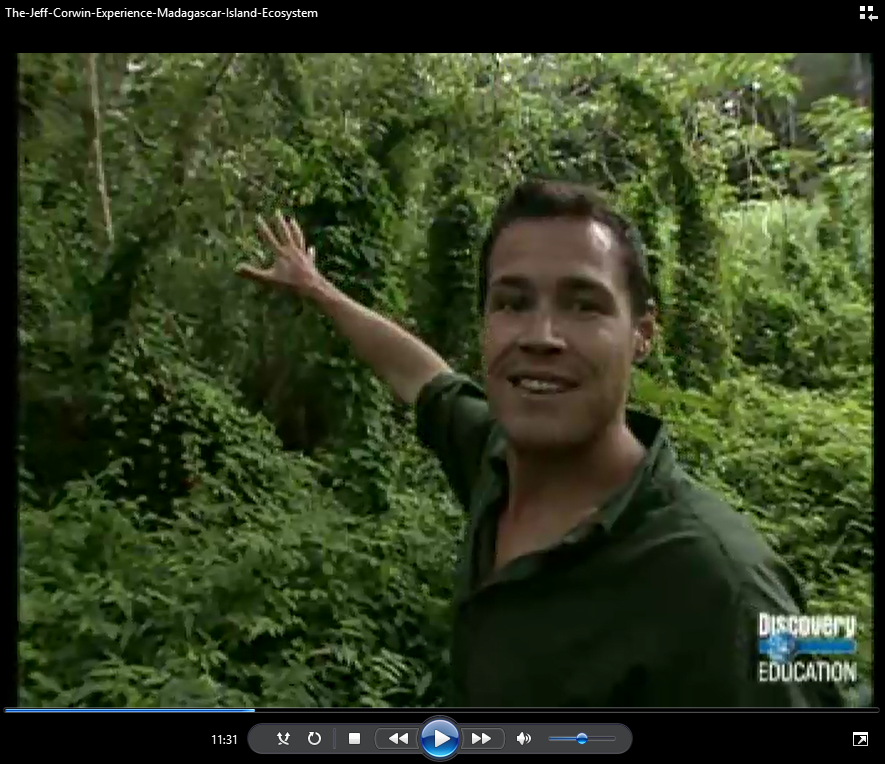 The-Jeff-Corwin-Experience-Madagascar-Island-Ecosystem
Discovery
EDUCATION
11:31